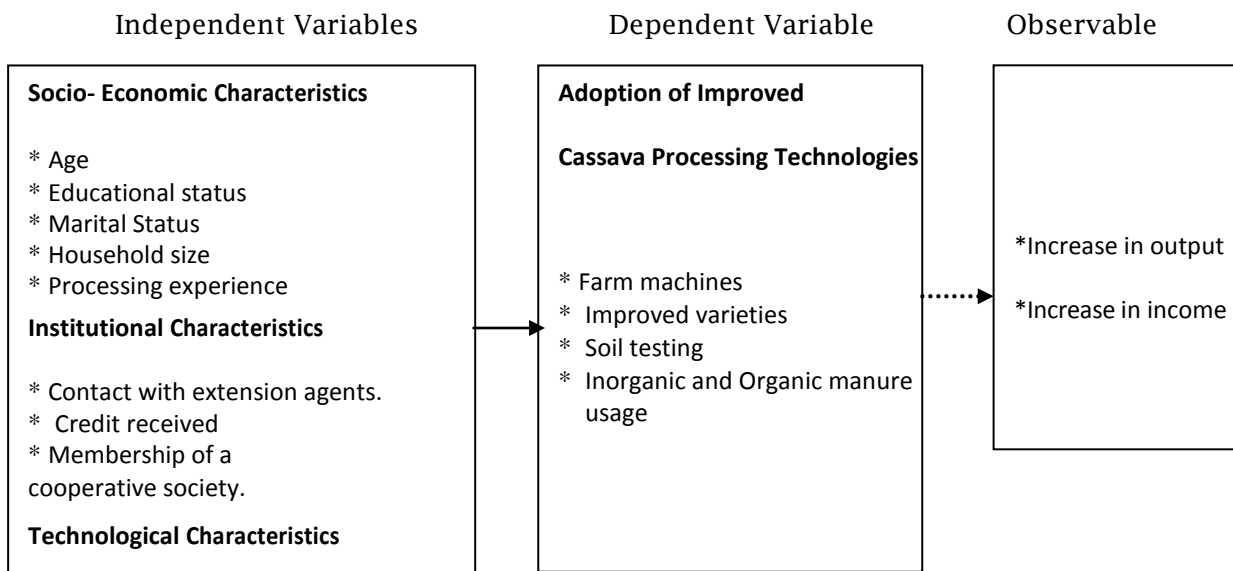 Independent Variables
Dependent Variable
Observable
Socio- Economic Characteristics
* Age
* Educational status
* Marital Status
* Household size
* Processing experience
Institutional Characteristics
* Contact with extension agents.
* Credit received
* Membership of a
cooperative society.
Technological Characteristics
Adoption of Improved
Cassava Processing Technologies
* Farm machines
* Improved varieties
* Soil testing
* Inorganic and Organic manure
usage
*Increase in output
*Increase in income